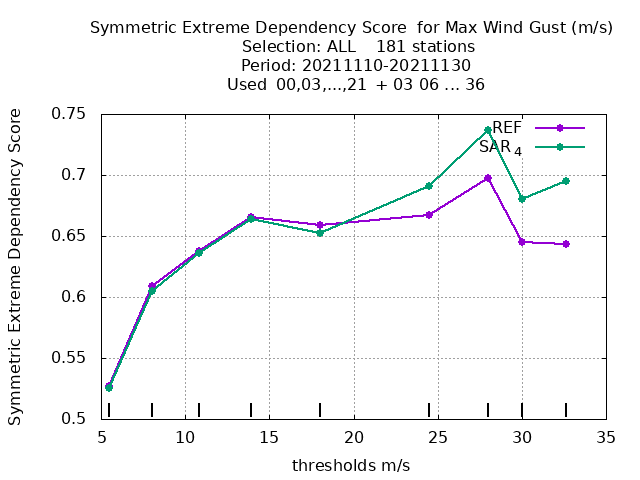 Symmetric Extreme Dependency Score  for Max Wind Gust (m/s)
Selection: ALL    181 stations
Period: 20211110-20211130
Used  00,03,...,21  + 03 06 ... 36
Symmetric Extreme Dependency Score
0.75
0.7
0.65
0.6
0.55
0.5
REF
SAR4
5 10 15 20 25 30 35
thresholds m/s